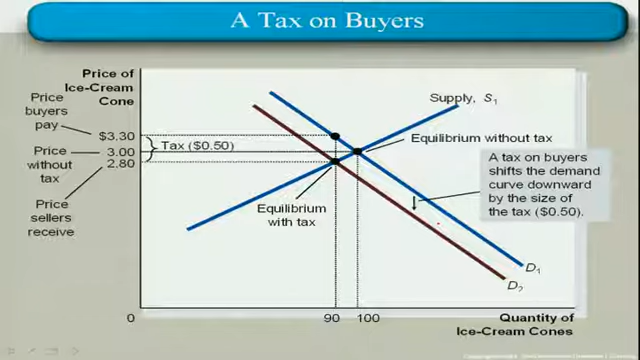 A Tax on Buyers
Price of
Ice-Cream
Cone
Price
buyers
pay
$3.30
Tax ($0.50)
Price
without
tax
3.00
2.80
Price
sellers
receive
Supply, S1
Equilibrium without tax
A tax on buyers
shifts the demand
curve downward
by the size of
the tax ($0.50).
Equilibrium
with tax
D1
D2
0
90
100
Quantity of
Ice-Cream Cones